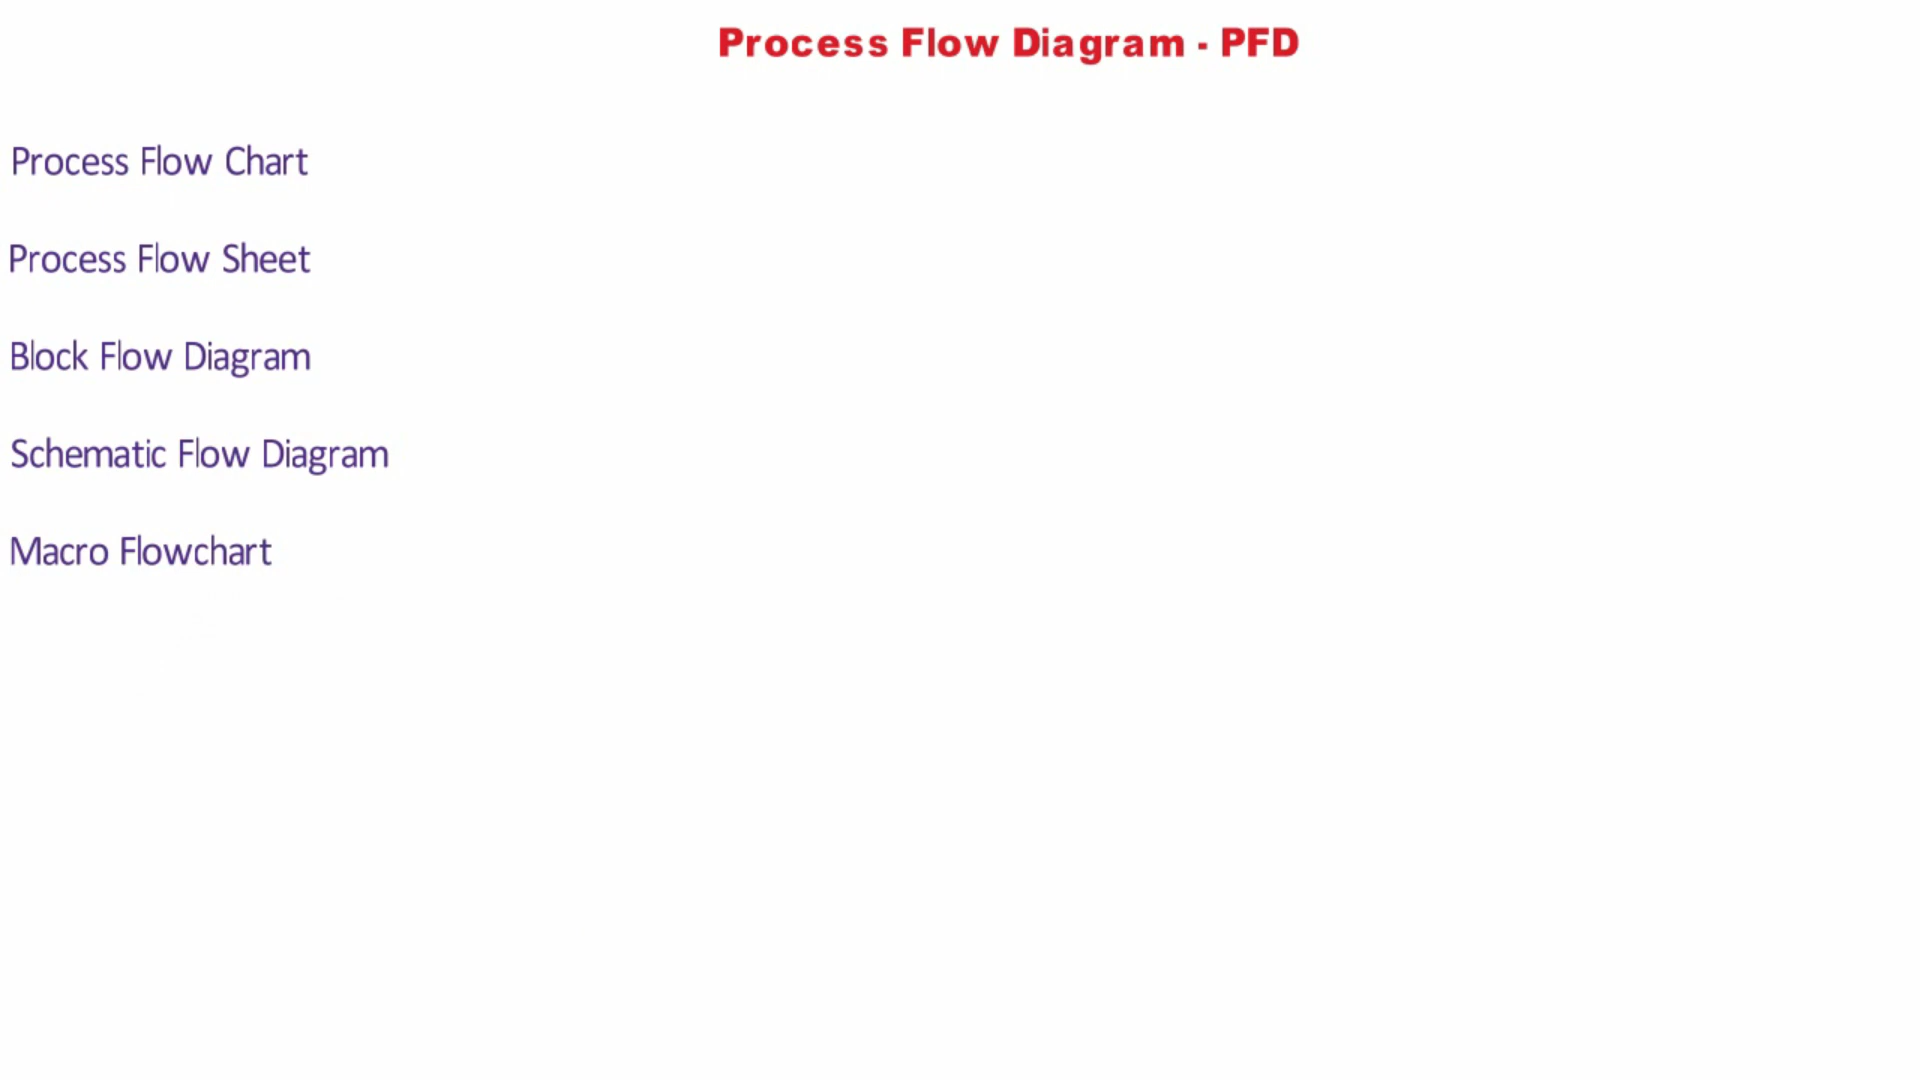 Process Flow Diagram - PFD
Process Flow Chart
Process Flow Sheet
Block Flow Diagram
Schematic Flow Diagram
Macro Flowchart